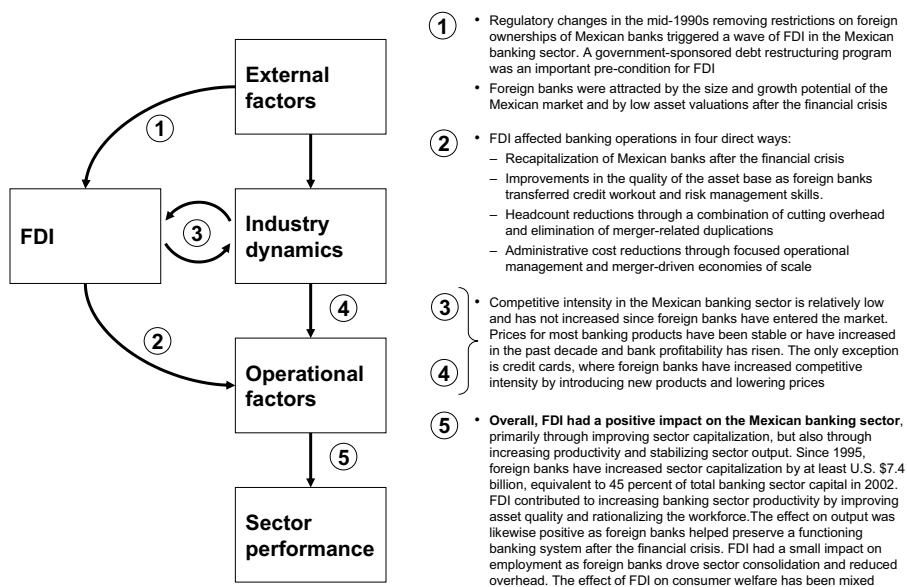 External
factors
1
FDI
3
Industry
dynamics
4
2
Operational
factors
5
Sector
performance
1
• Regulatory changes in the mid-1990s removing restrictions on foreign
ownerships of Mexican banks triggered a wave of FDI in the Mexican
banking sector. A government-sponsored debt restructuring program
was an important pre-condition for FDI
• Foreign banks were attracted by the size and growth potential of the
Mexican market and by low asset valuations after the financial crisis
2
• FDI affected banking operations in four direct ways:
– Recapitalization of Mexican banks after the financial crisis
– Improvements in the quality of the asset base as foreign banks
transferred credit workout and risk management skills.
– Headcount reductions through a combination of cutting overhead
and elimination of merger-related duplications
– Administrative cost reductions through focused operational
management and merger-driven economies of scale
3
4
• Competitive intensity in the Mexican banking sector is relatively low
and has not increased since foreign banks have entered the market.
Prices for most banking products have been stable or have increased
in the past decade and bank profitability has risen. The only exception
is credit cards, where foreign banks have increased competitive
intensity by introducing new products and lowering prices
5
• Overall, FDI had a positive impact on the Mexican banking sector,
primarily through improving sector capitalization, but also through
increasing productivity and stabilizing sector output. Since 1995,
foreign banks have increased sector capitalization by at least U.S. $7.4
billion, equivalent to 45 percent of total banking sector capital in 2002.
FDI contributed to increasing banking sector productivity by improving
asset quality and rationalizing the workforce.The effect on output was
likewise positive as foreign banks helped preserve a functioning
banking system after the financial crisis. FDI had a small impact on
employment as foreign banks drove sector consolidation and reduced
overhead. The effect of FDI on consumer welfare has been mixed